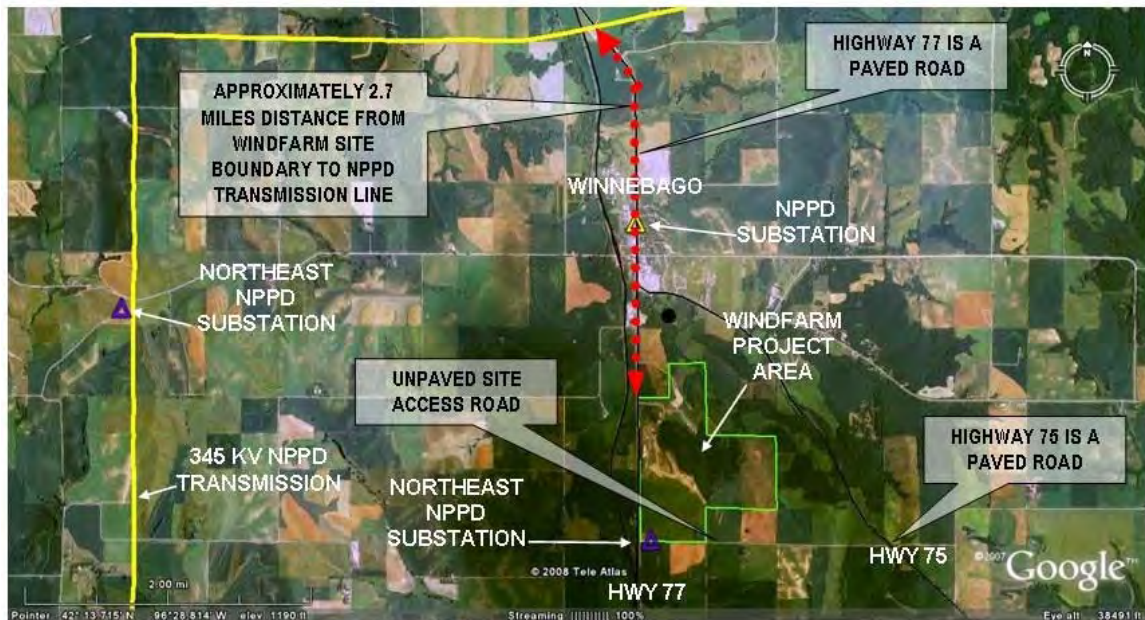 HIGHWAY 77 IS A
PAVED ROAD
N
APPROXIMATELY 2.7
MILES DISTANCE FROM
WINDFARM SITE
BOUNDARY TO NPPD
TRANSMISSION LINE
WINNEBAGO
NPPD
SUBSTATION
NORTHEAST
NPPD
SUBSTATION
WINDFARM
PROJECT
AREA
UNPAVED SITE
ACCESS ROAD
HIGHWAY 75 IS A
PAVED ROAD
345 KV NPPD
TRANSMISSION
NORTHEAST
NPPD
SUBSTATION
HWY 75
©2007 Google™
© 2008 Tele Atlas
2.00 mi
HWY 77
Pointer 42° 13.715' N 96° 28.814' W elev 1190 ft Streaming |||||||||| 100% Eye alt 38491 ft